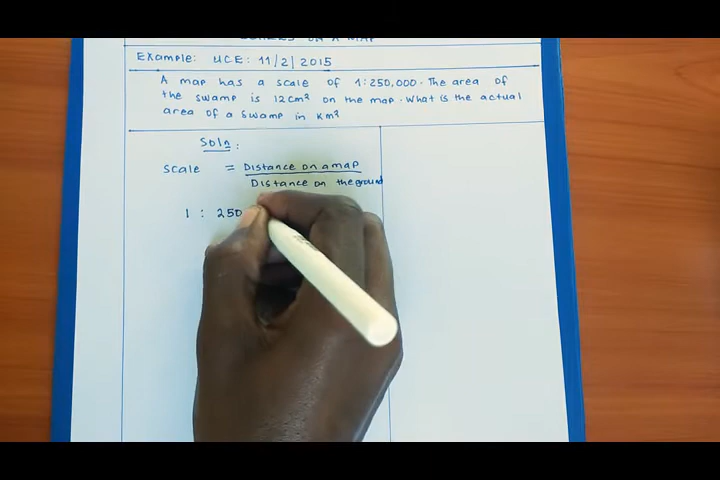 Example: UCE: 11/2/2015
A map has a scale of 1:250,000. The area of
the swamp is 12cm² on the map. What is the actual
area of a swamp in Km²
Soln:
Scale = Distance on a map
Distance on the ground
1 : 250